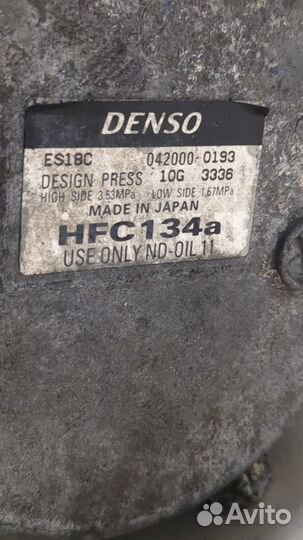 DENSO
ES18C 042000-0193
DESIGN PRESS 10G 3336
HIGH SIDE 3.53MPa LOW SIDE 1.67MPa
MADE IN JAPAN
HFC134a
USE ONLY ND-OIL 11
Avito